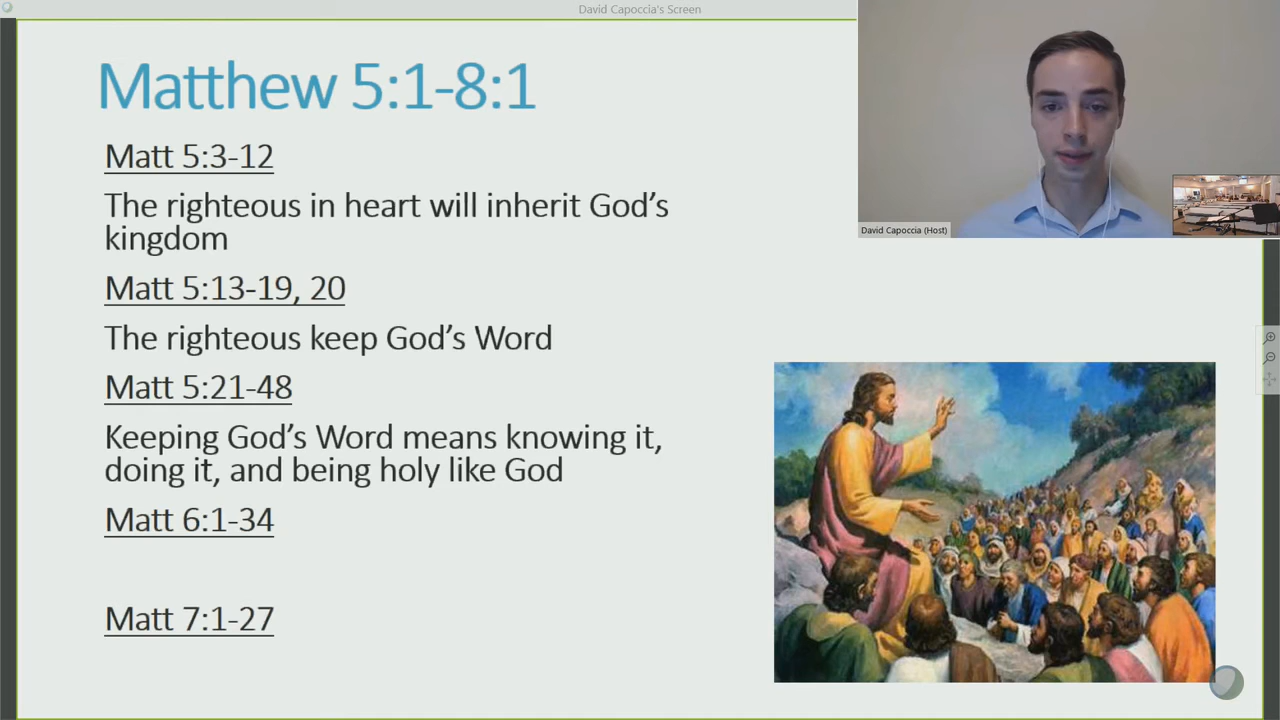 David Capoccia's Screen
Matthew 5:1-8:1
Matt 5:3-12
The righteous in heart will inherit God's
kingdom
Matt 5:13-19, 20
The righteous keep God's Word
Matt 5:21-48
Keeping God's Word means knowing it,
doing it, and being holy like God
Matt 6:1-34
Matt 7:1-27
David Capoccia (Host)